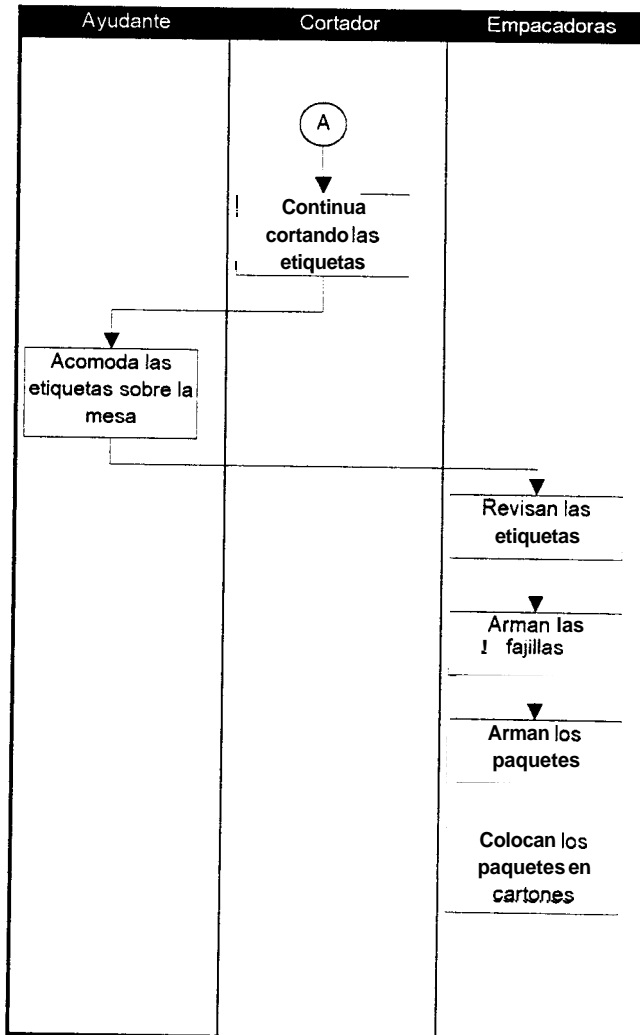 Ayudante Cortador Empacadoras
A
Continua
cortando las
etiquetas
Acomoda las
etiquetas sobre la
mesa
Revisan las
etiquetas
Arman las
fajillas
Arman los
paquetes
Colocan los
paquetes en
cartones